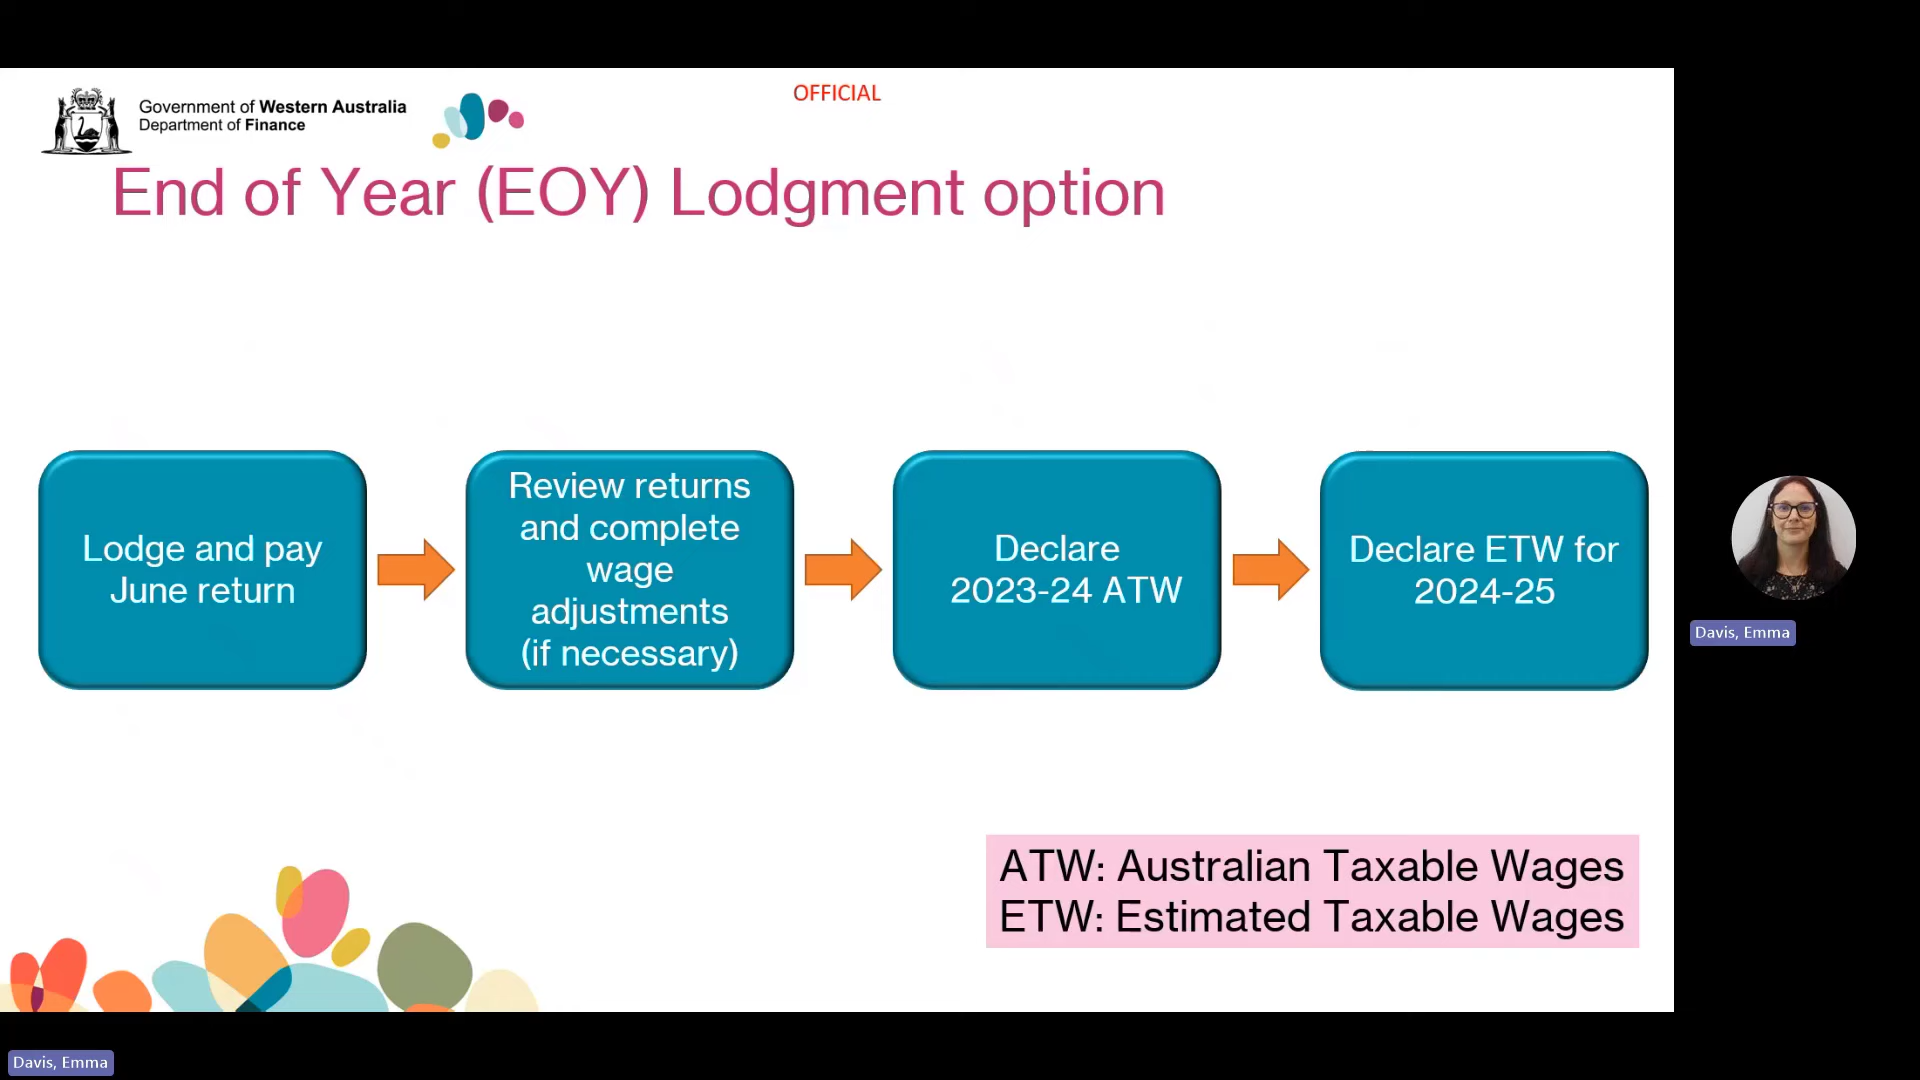 OFFICIAL
Government of Western Australia
Department of Finance
End of Year (EOY) Lodgment option
Lodge and pay
June return
Review returns
and complete
wage
adjustments
(if necessary)
Declare
2023-24 ATW
Declare ETW for
2024-25
ATW: Australian Taxable Wages
ETW: Estimated Taxable Wages
Davis, Emma
Davis, Emma